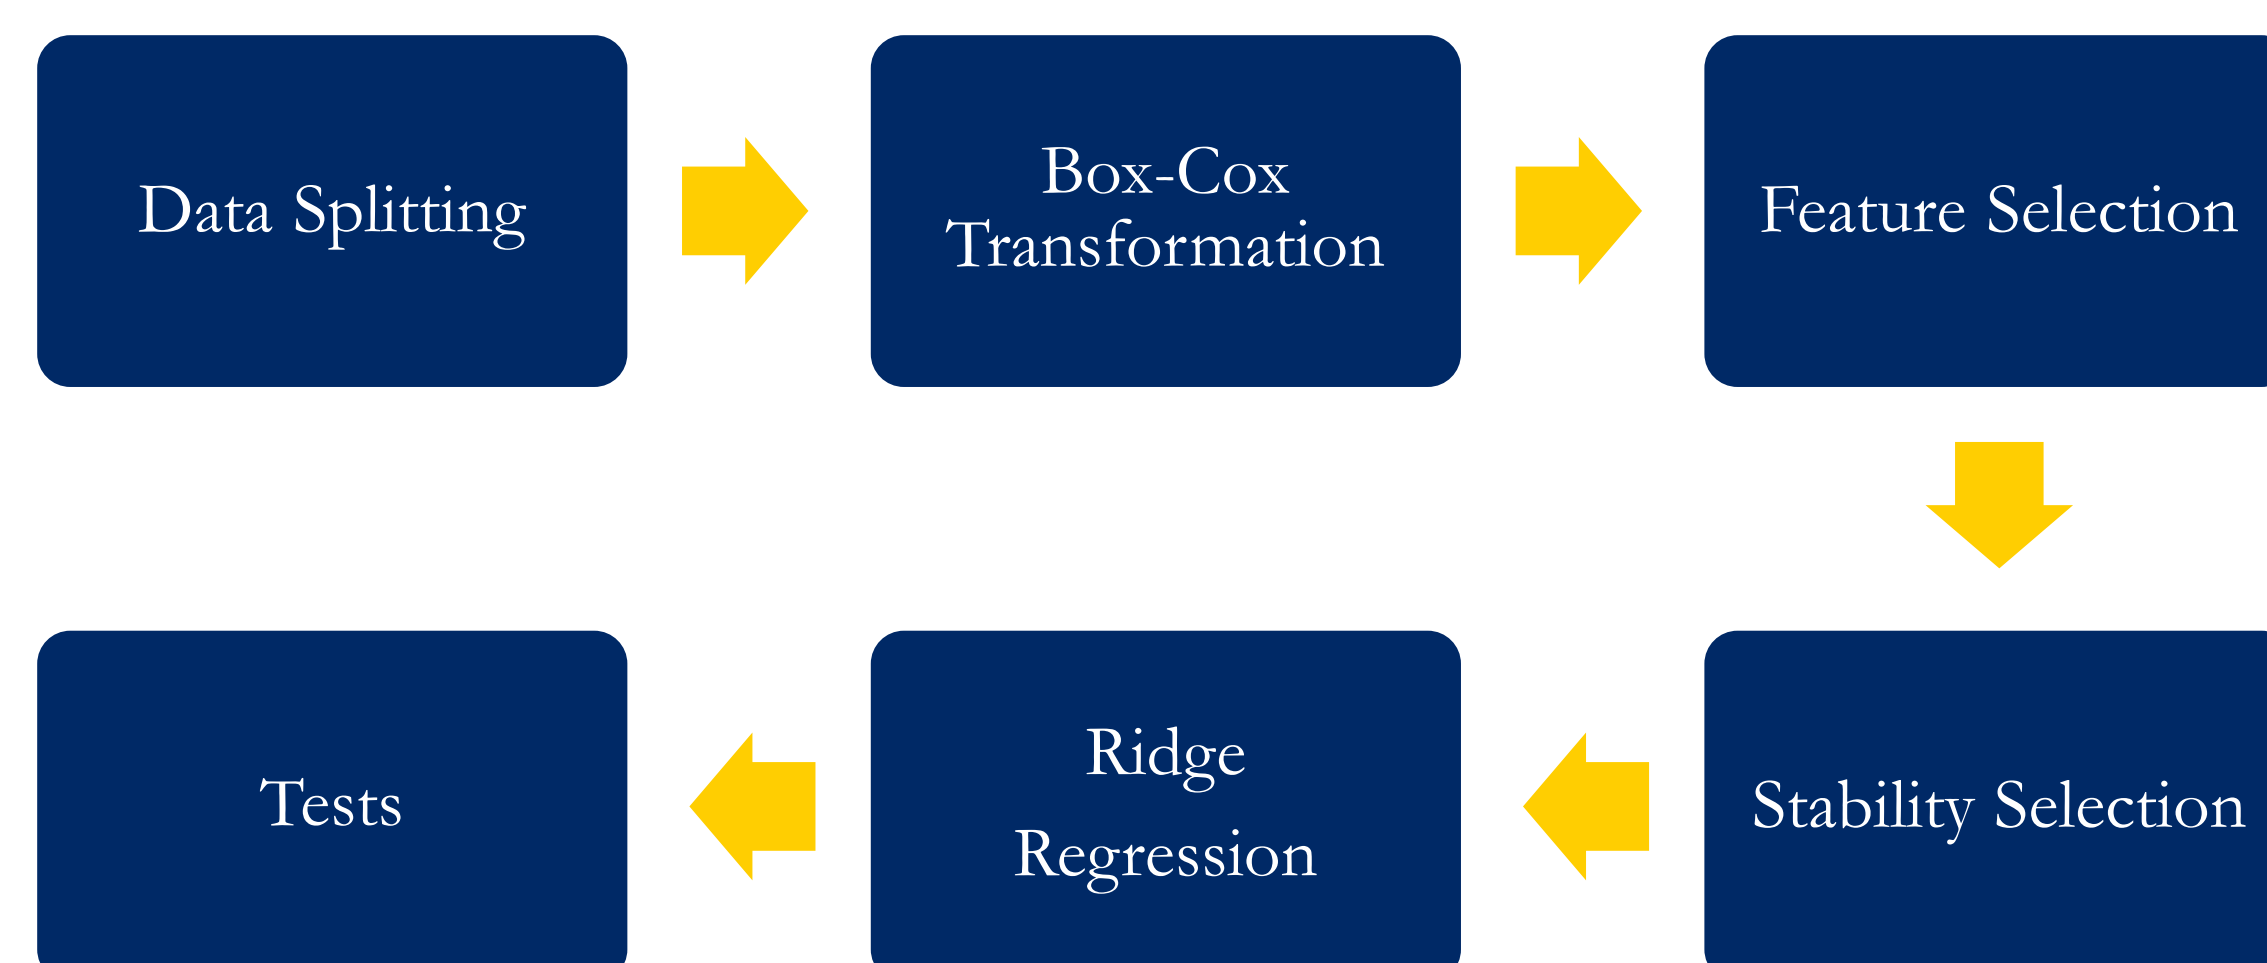 Data Splitting
Box-Cox
Transformation
Feature Selection
Stability Selection
Ridge
Regression
Tests